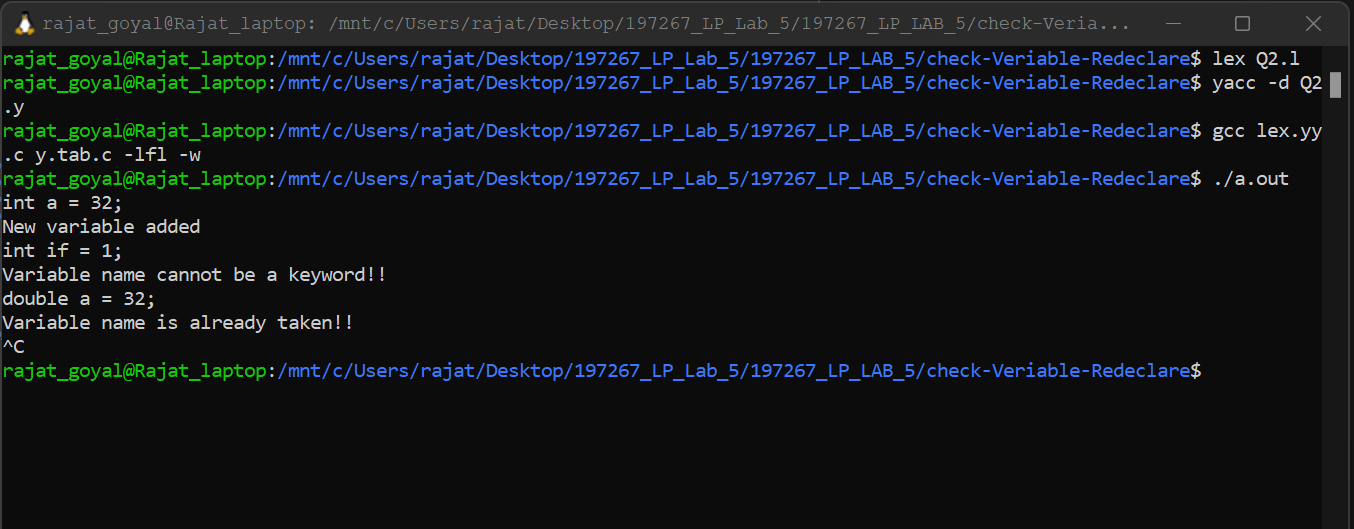 rajat_goyal@Rajat_laptop: /mnt/c/Users/rajat/Desktop/197267_LP_Lab_5/197267_LP_LAB_5/check-Veria...
rajat_goyal@Rajat_laptop:/mnt/c/Users/rajat/Desktop/197267_LP_Lab_5/197267_LP_LAB_5/check-Veriable-Redeclare$ lex Q2.l
rajat_goyal@Rajat_laptop:/mnt/c/Users/rajat/Desktop/197267_LP_Lab_5/197267_LP_LAB_5/check-Veriable-Redeclare$ yacc -d Q2
.y
rajat_goyal@Rajat_laptop:/mnt/c/Users/rajat/Desktop/197267_LP_Lab_5/197267_LP_LAB_5/check-Veriable-Redeclare$ gcc lex.yy
.c y.tab.c -lfl -w
rajat_goyal@Rajat_laptop:/mnt/c/Users/rajat/Desktop/197267_LP_Lab_5/197267_LP_LAB_5/check-Veriable-Redeclare$ ./a.out
int a = 32;
New variable added
int if = 1;
Variable name cannot be a keyword!!
double a = 32;
Variable name is already taken!!
^C
rajat_goyal@Rajat_laptop:/mnt/c/Users/rajat/Desktop/197267_LP_Lab_5/197267_LP_LAB_5/check-Veriable-Redeclare$